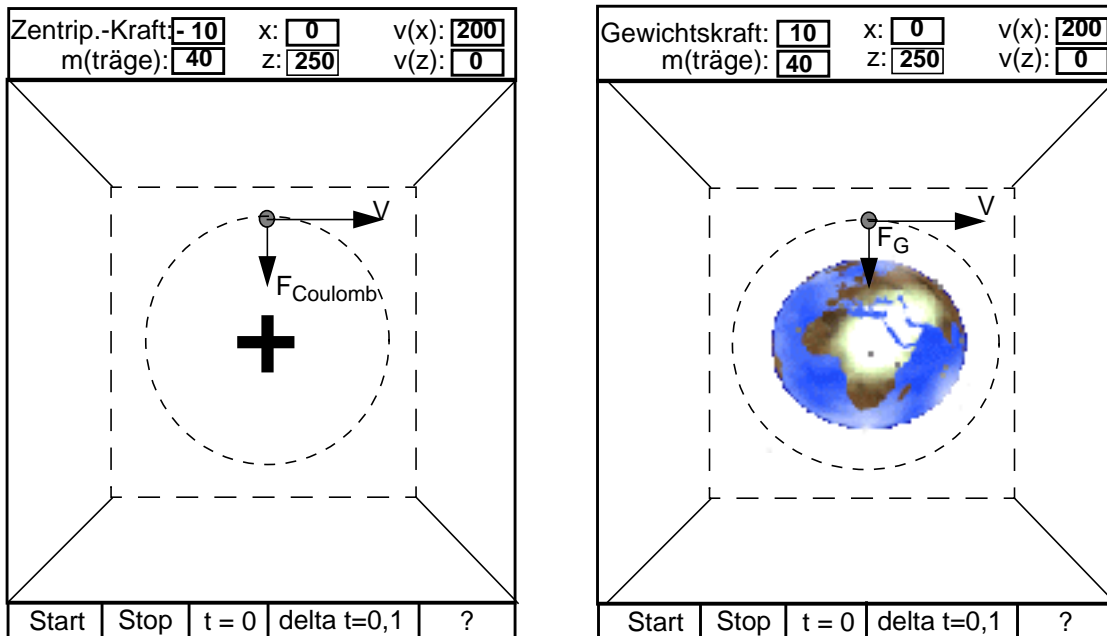 Zentrip.-Kraft: - 10 x: 0 v(x): 200
m(träge): 40 z: 250 v(z): 0
V
F Coulomb
+
Start Stop t = 0 delta t=0,1 ?
Gewichtskraft: 10 x: 0 v(x): 200
m(träge): 40 z: 250 v(z): 0
V
F G
Start Stop t = 0 delta t=0,1 ?